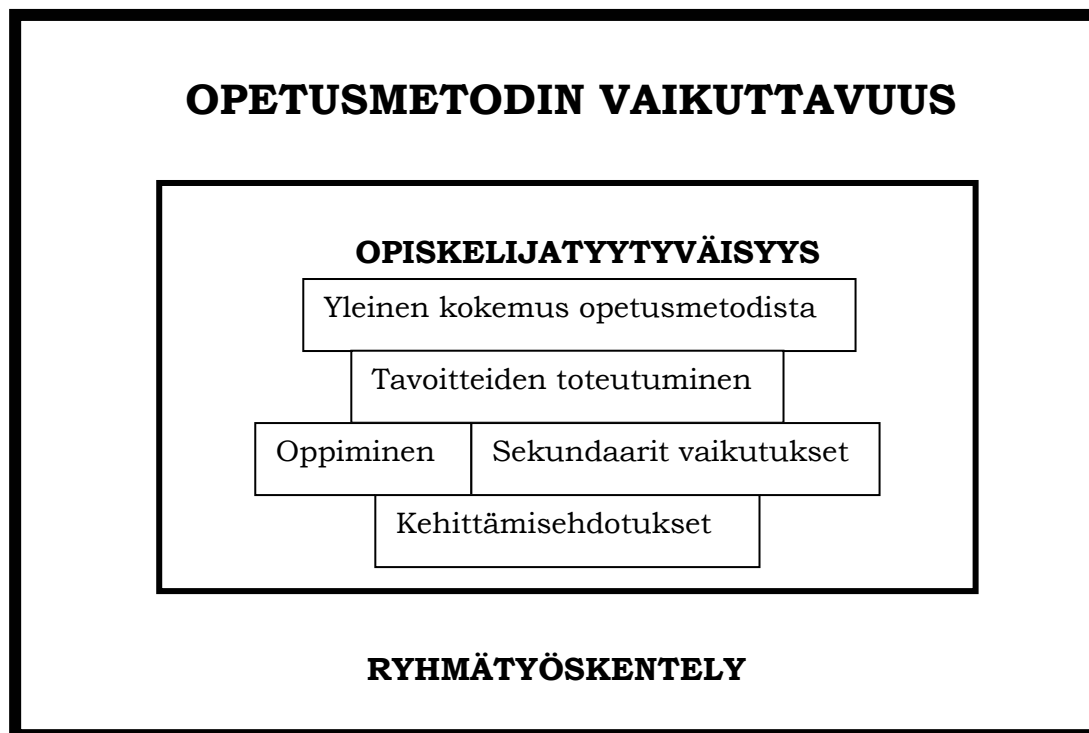 OPETUSMETODIN VAIKUTTAVUUS
OPISKELIJATYYTYVÄISYYS
Yleinen kokemus opetusmetodista
Tavoitteiden toteutuminen
Oppiminen
Sekundaarit vaikutukset
Kehittämisehdotukset
RYHMÄTYÖSKENTELY